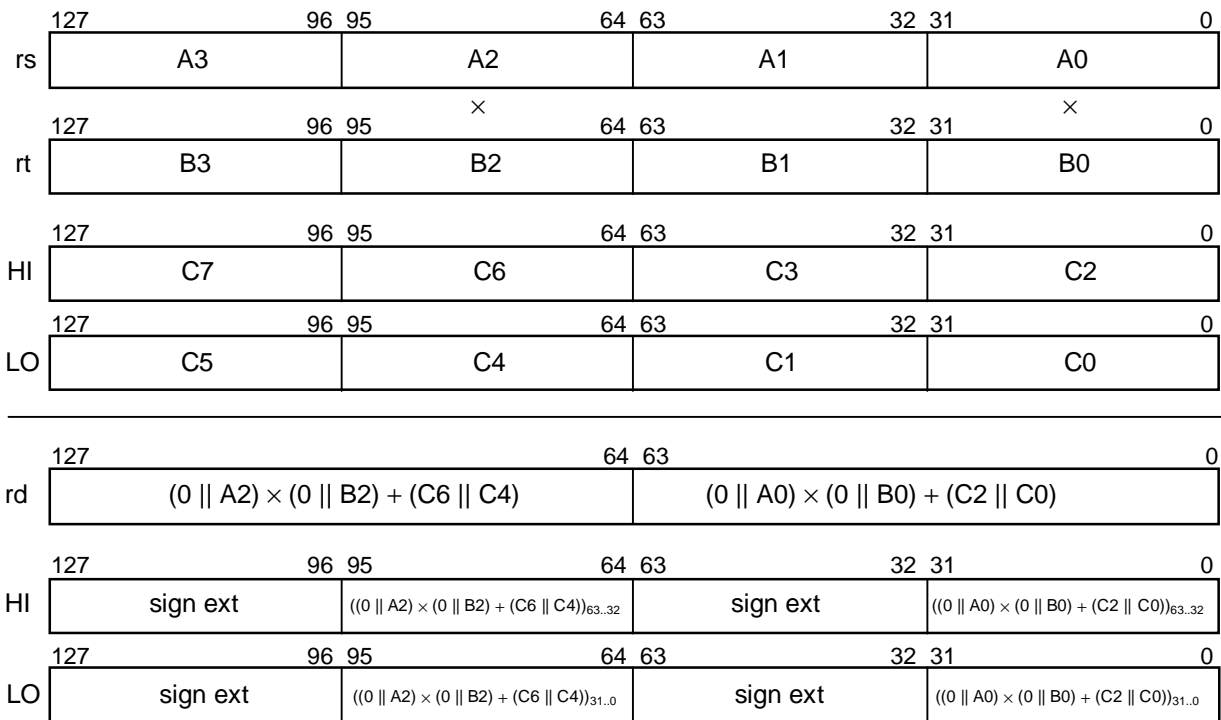 127 96 95 64 63 32 31 0
rs A3 A2 A1 A0
× ×
127 96 95 64 63 32 31 0
rt B3 B2 B1 B0
127 96 95 64 63 32 31 0
HI C7 C6 C3 C2
127 96 95 64 63 32 31 0
LO C5 C4 C1 C0
127 64 63 0
rd (0 || A2) × (0 || B2) + (C6 || C4) (0 || A0) × (0 || B0) + (C2 || C0)
127 96 95 64 63 32 31 0
HI sign ext ((0 || A2) × (0 || B2) + (C6 || C4))63..32 sign ext ((0 || A0) × (0 || B0) + (C2 || C0))63..32
127 96 95 64 63 32 31 0
LO sign ext ((0 || A2) × (0 || B2) + (C6 || C4))31..0 sign ext ((0 || A0) × (0 || B0) + (C2 || C0))31..0